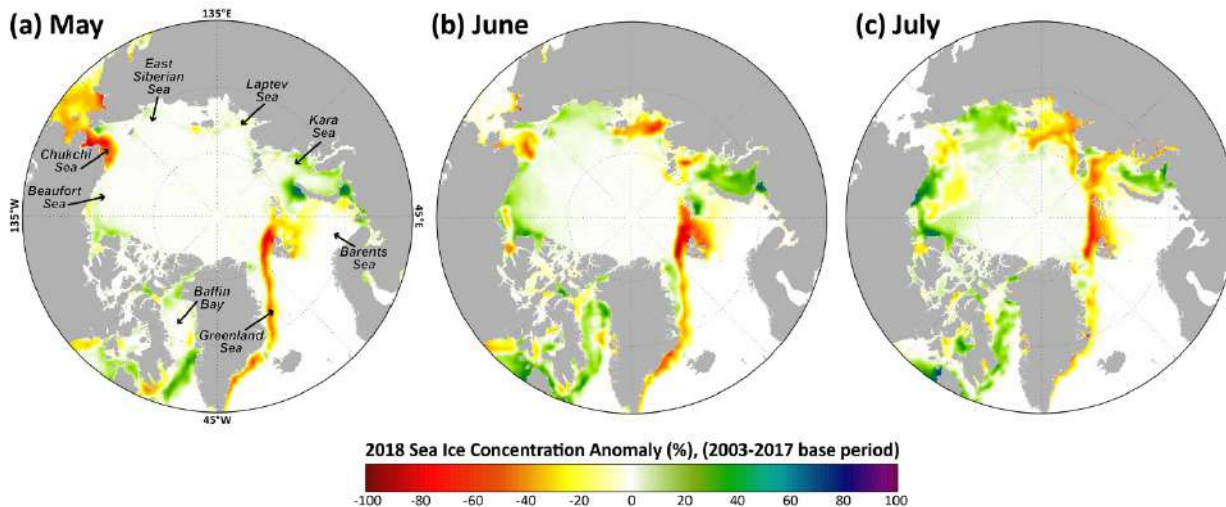 (a) May
(b) June
(c) July
135°E
East
Siberian
Sea
Laptev
Sea
Kara
Sea
Chukchi
Sea
Beaufort
Sea
135°W
45°E
Barents
Sea
Baffin
Bay
Greenland
Sea
45°W
2018 Sea Ice Concentration Anomaly (%), (2003-2017 base period)
-100 -80 -60 -40 -20 0 20 40 60 80 100